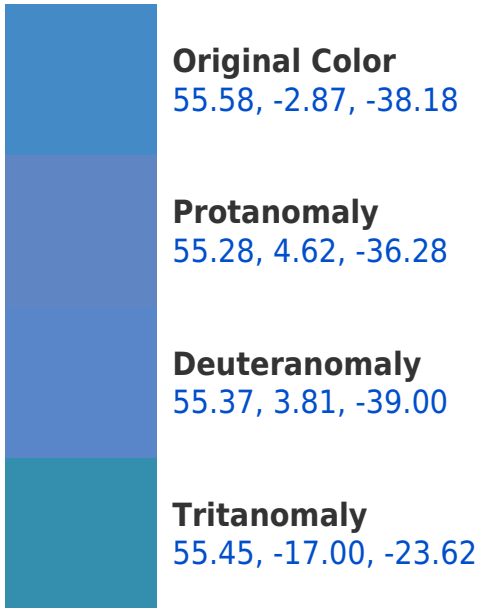 Original Color
55.58, -2.87, -38.18
Protanomaly
55.28, 4.62, -36.28
Deuteranomaly
55.37, 3.81, -39.00
Tritanomaly
55.45, -17.00, -23.62